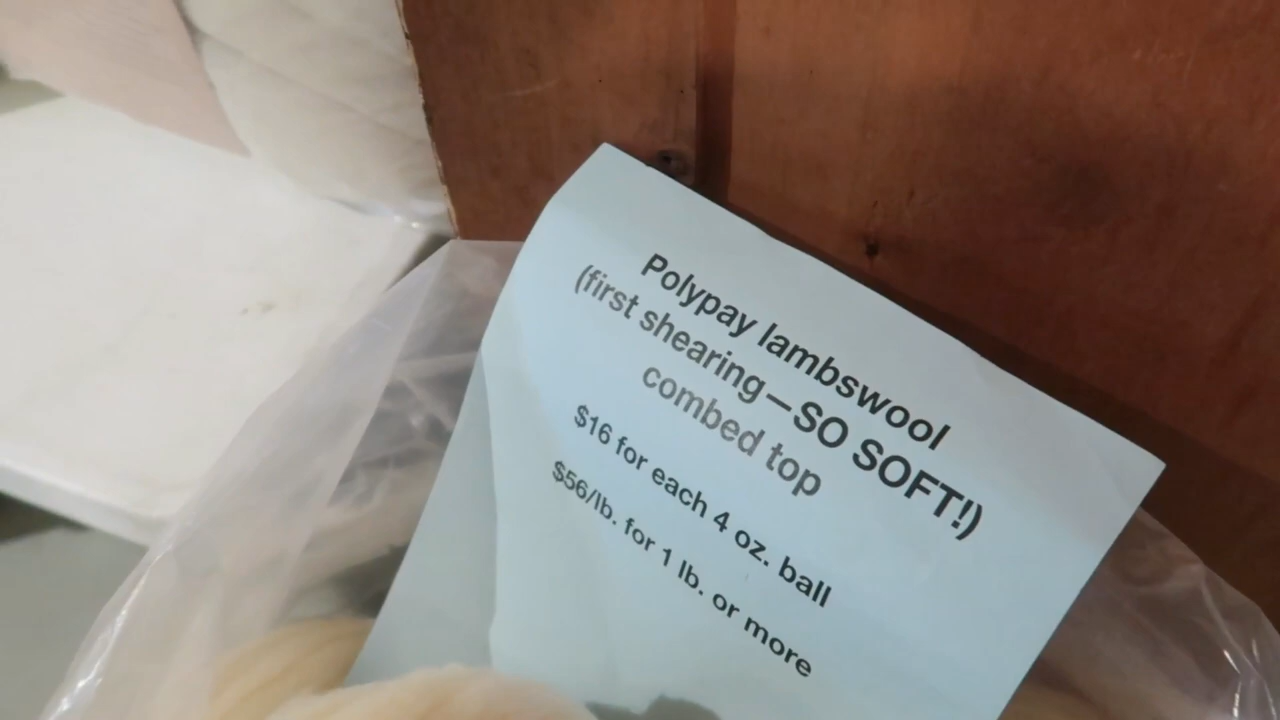 Polypay lambswool
(first shearing—SO SOFT!)
combed top
$16 for each 4 oz. ball
$56/lb. for 1 lb. or more